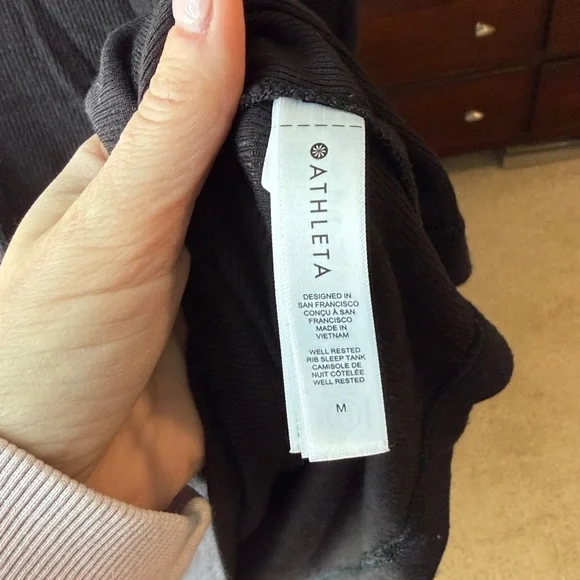 ATHLETA
DESIGNED IN
SAN FRANCISCO
CONÇU À SAN
FRANCISCO
MADE IN
VIETNAM
WELL RESTED
RIB SLEEP TANK
CAMISOLE DE
NUIT CÔTELÉE
WELL RESTED
M